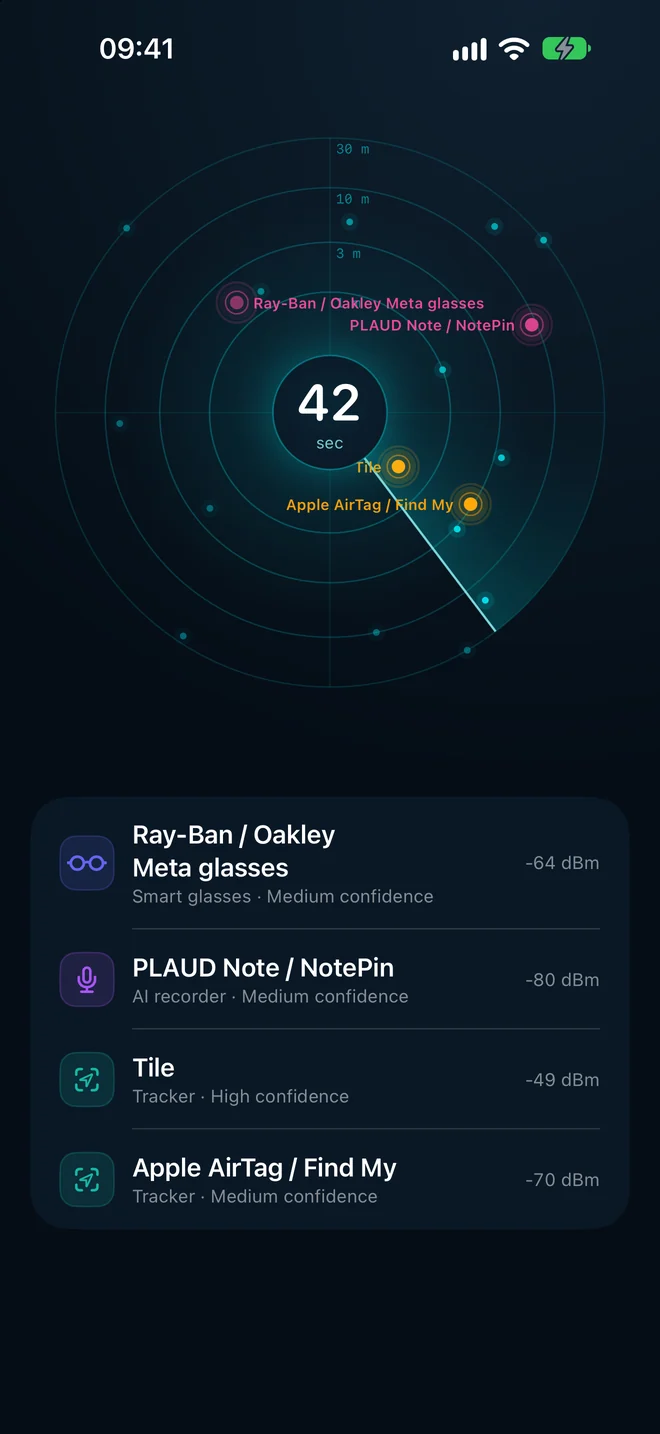 09:41
30 m
10 m
3 m
Ray-Ban / Oakley Meta glasses
PLAUD Note / NotePin
42
sec
Tile
Apple AirTag / Find My
Ray-Ban / Oakley
Meta glasses
Smart glasses · Medium confidence
-64 dBm
PLAUD Note / NotePin
AI recorder · Medium confidence
-80 dBm
Tile
Tracker · High confidence
-49 dBm
Apple AirTag / Find My
Tracker · Medium confidence
-70 dBm